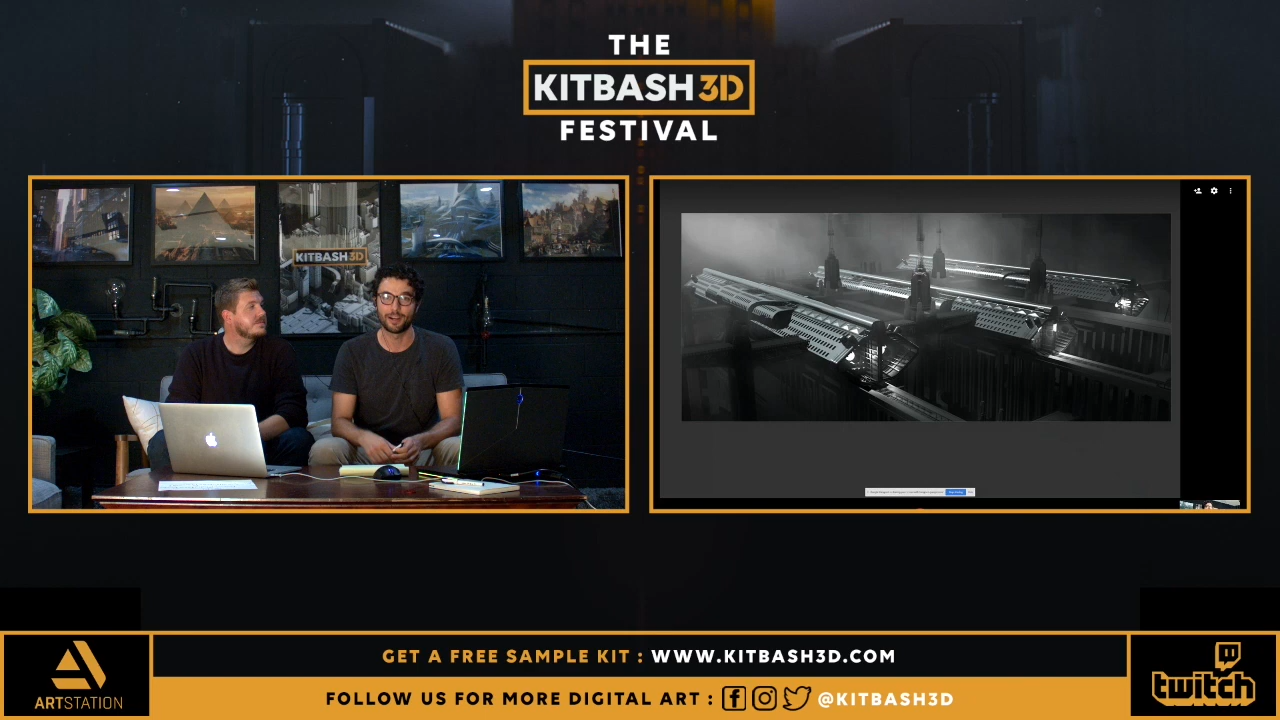 THE
KITBASH3D
FESTIVAL
KITBASH3D
GET A FREE SAMPLE KIT : WWW.KITBASH3D.COM
FOLLOW US FOR MORE DIGITAL ART : @KITBASH3D
ARTSTATION
twitch